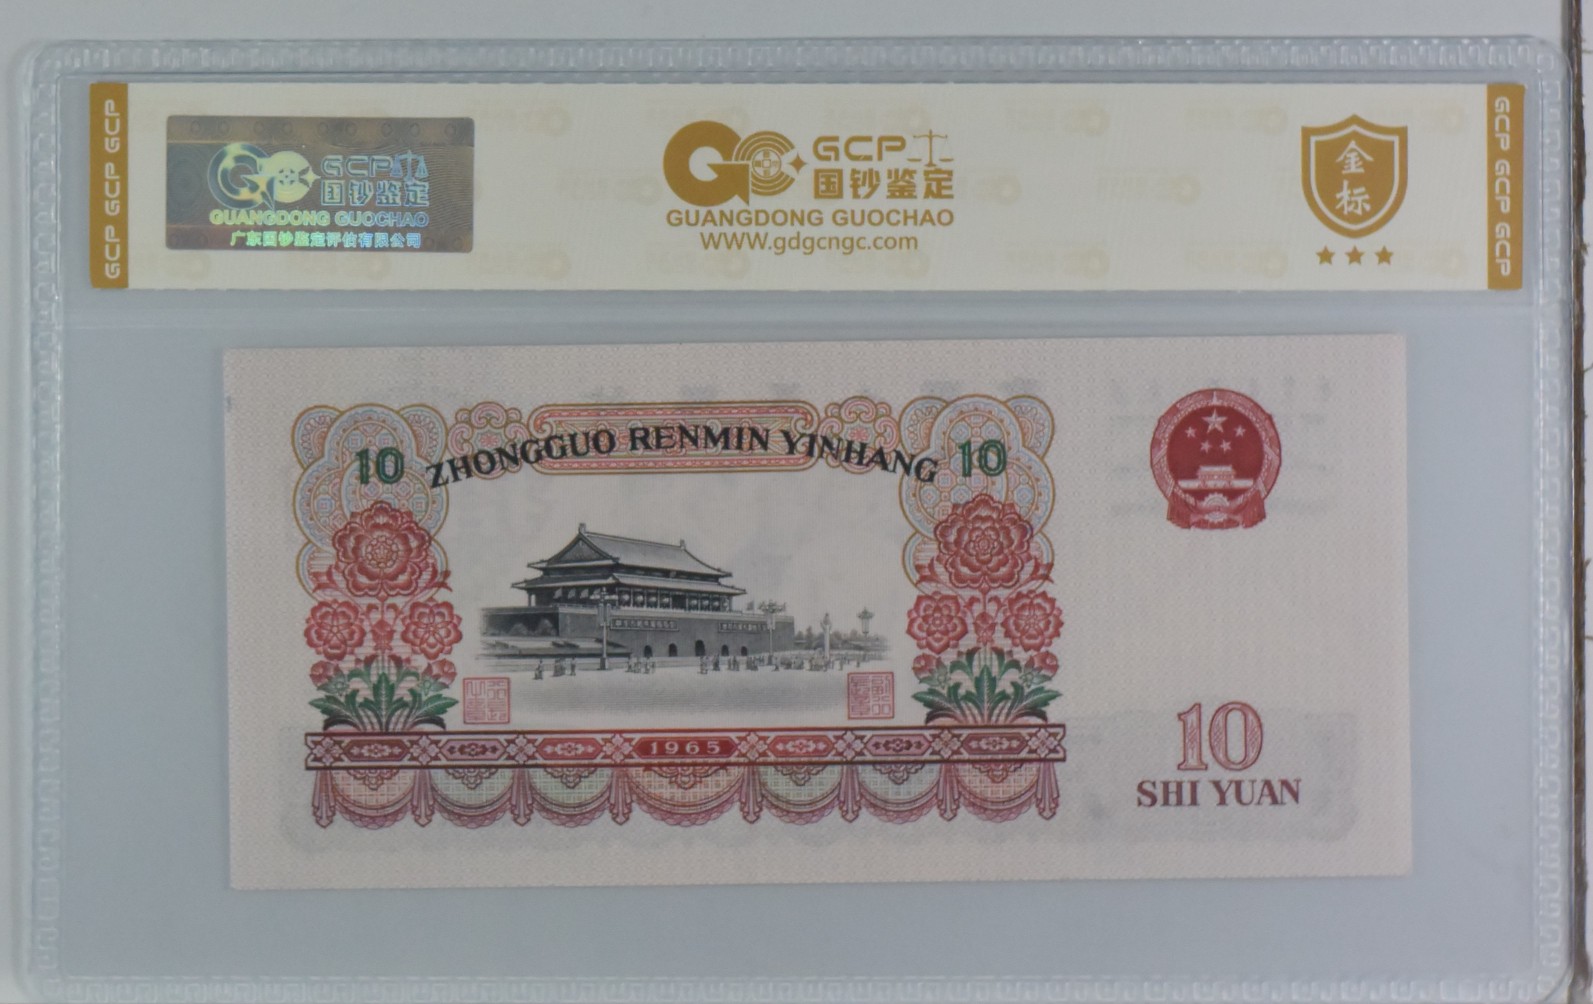 GCP GCP GCP
GCP
国钞鉴定
GUANGDONG GUOCHAO
广东国钞鉴定评估有限公司
GCP
国钞鉴定
GUANGDONG GUOCHAO
WWW.gdgcngc.com
金标
GCP GCP GCP
10
ZHONGGUO RENMIN YINHANG
10
1965
10
SHI YUAN